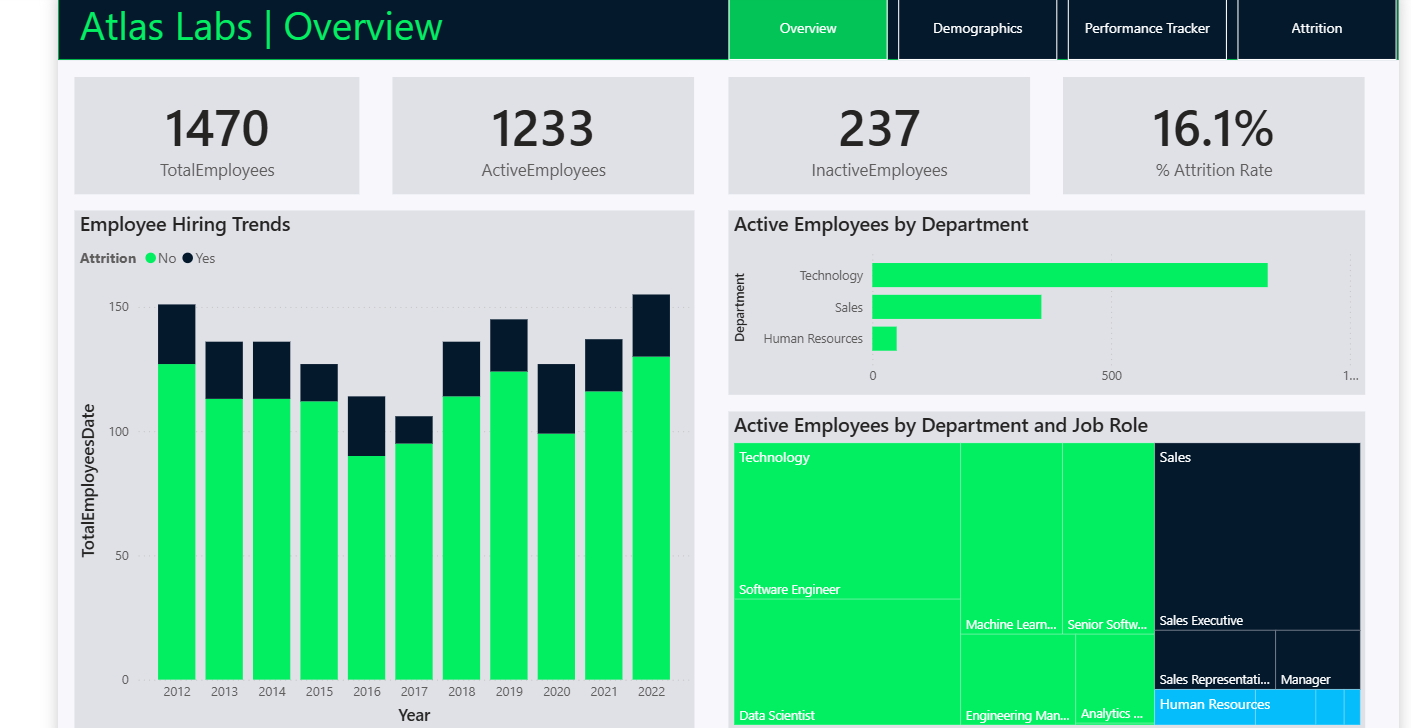 Atlas Labs | Overview
Overview
Demographics
Performance Tracker
Attrition
1470
TotalEmployees
1233
ActiveEmployees
237
InactiveEmployees
16.1%
% Attrition Rate
Employee Hiring Trends
Attrition No Yes
TotalEmployeesDate
150
100
50
0
2012 2013 2014 2015 2016 2017 2018 2019 2020 2021 2022
Year
Active Employees by Department
Department
Technology
Sales
Human Resources
0 500 1...
Active Employees by Department and Job Role
Technology
Software Engineer
Data Scientist
Machine Learn...
Senior Softw...
Engineering Man...
Analytics ...
Sales
Sales Executive
Sales Representati...
Manager
Human Resources